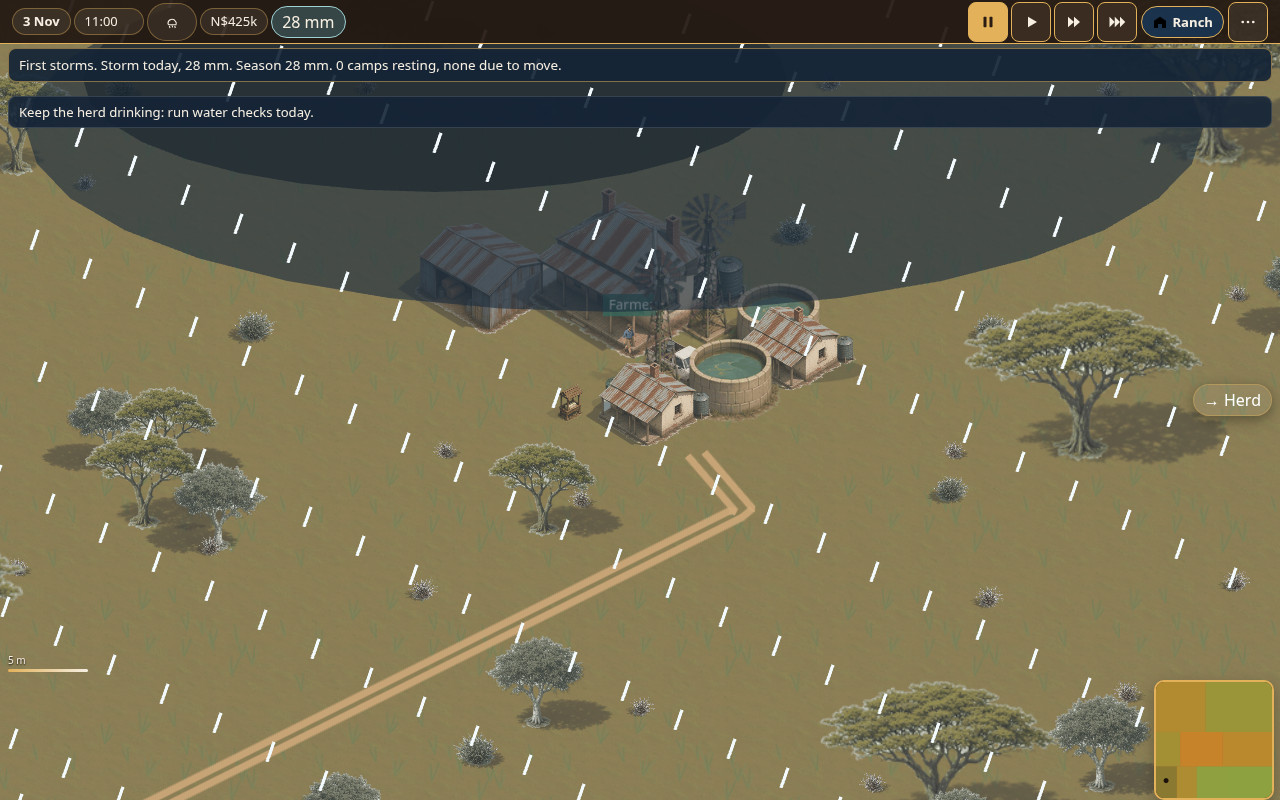 3 Nov
11:00
N$425k
28 mm
Ranch
First storms. Storm today, 28 mm. Season 28 mm. 0 camps resting, none due to move.
Keep the herd drinking: run water checks today.
Farme.
→ Herd
5 m